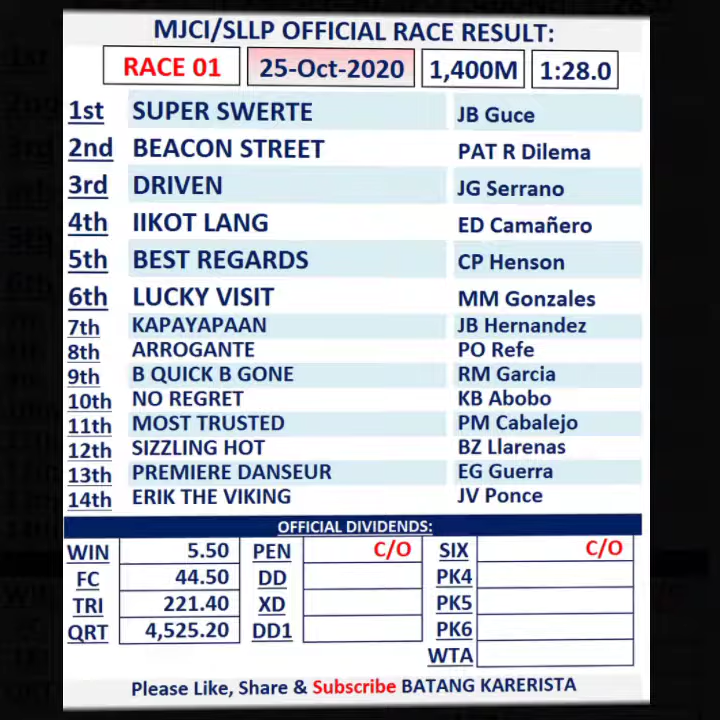 MJCI/SLLP OFFICIAL RACE RESULT:
RACE 01 25-Oct-2020 1,400M 1:28.0
1st SUPER SWERTE JB Guce
2nd BEACON STREET PAT R Dilema
3rd DRIVEN JG Serrano
4th IIKOT LANG ED Camañero
5th BEST REGARDS CP Henson
6th LUCKY VISIT MM Gonzales
7th KAPAYAPAAN JB Hernandez
8th ARROGANTE PO Refe
9th B QUICK B GONE RM Garcia
10th NO REGRET KB Abobo
11th MOST TRUSTED PM Cabalejo
12th SIZZLING HOT BZ Llarenas
13th PREMIERE DANSEUR EG Guerra
14th ERIK THE VIKING JV Ponce
OFFICIAL DIVIDENDS:
WIN 5.50 PEN C/O SIX C/O
FC 44.50 DD PK4
TRI 221.40 XD PK5
QRT 4,525.20 DD1 PK6
WTA
Please Like, Share & Subscribe BATANG KARERISTA